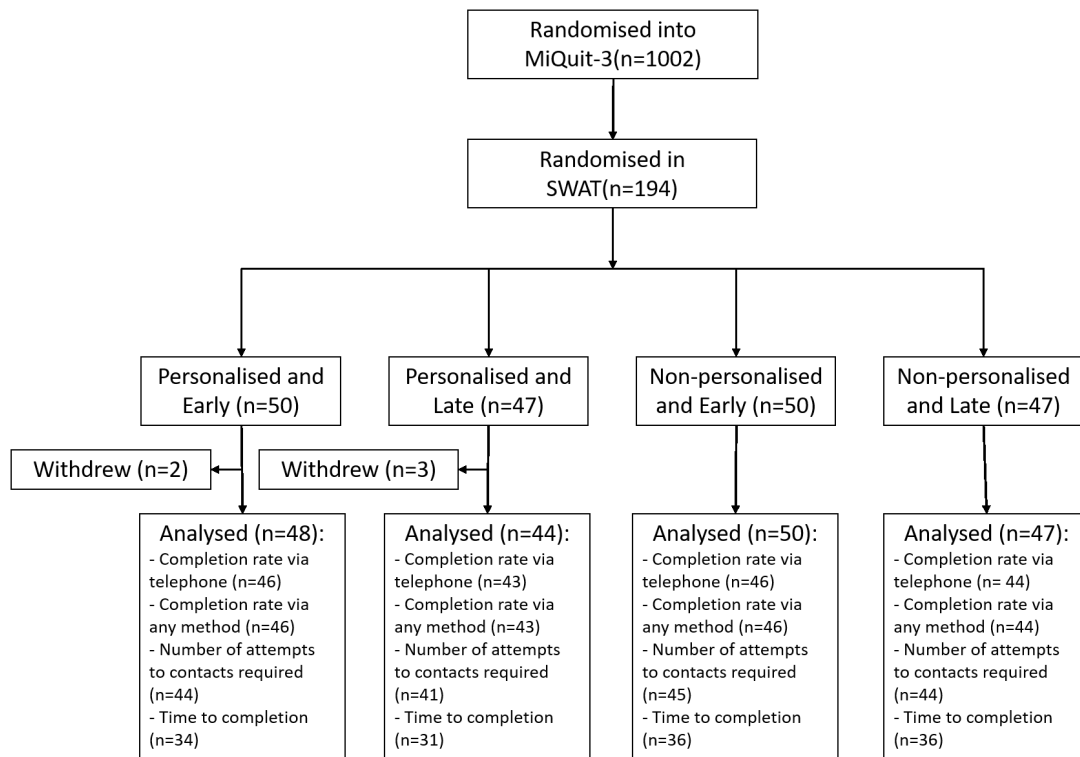 Randomised into
MiQuit-3(n=1002)
Randomised in
SWAT(n=194)
Personalised and
Early (n=50)
Personalised and
Late (n=47)
Non-personalised
and Early (n=50)
Non-personalised
and Late (n=47)
Withdrew (n=2)
Withdrew (n=3)
Analysed (n=48):
- Completion rate via
telephone (n=46)
- Completion rate via
any method (n=46)
- Number of attempts
to contacts required
(n=44)
- Time to completion
(n=34)
Analysed (n=44):
- Completion rate via
telephone (n=43)
- Completion rate via
any method (n=43)
- Number of attempts
to contacts required
(n=41)
- Time to completion
(n=31)
Analysed (n=50):
- Completion rate via
telephone (n=46)
- Completion rate via
any method (n=46)
- Number of attempts
to contacts required
(n=45)
- Time to completion
(n=36)
Analysed (n=47):
- Completion rate via
telephone (n= 44)
- Completion rate via
any method (n=44)
- Number of attempts
to contacts required
(n=44)
- Time to completion
(n=36)